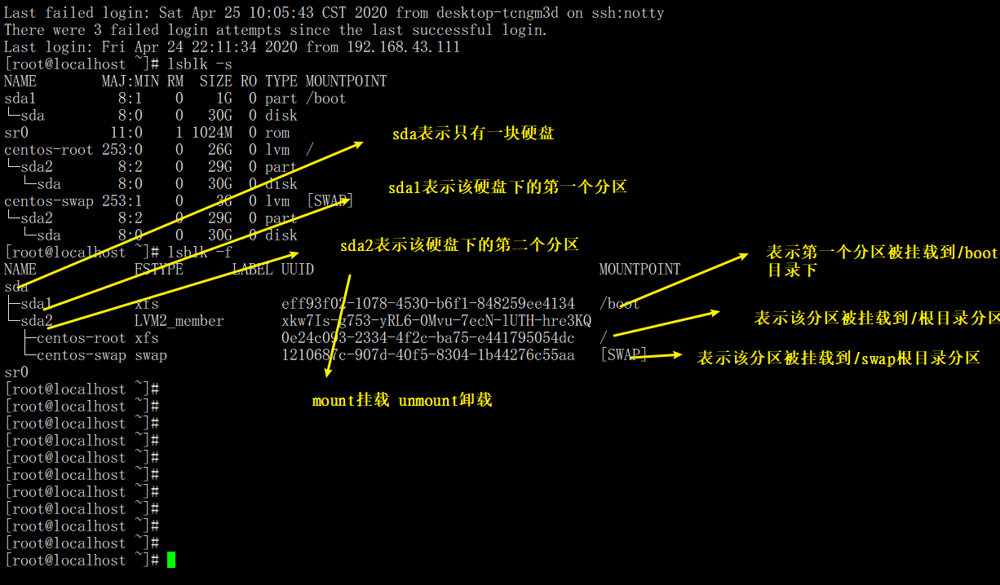 Last failed login: Sat Apr 25 10:05:43 CST 2020 from desktop-tcngm3d on ssh:notty
There were 3 failed login attempts since the last successful login.
Last login: Fri Apr 24 22:11:34 2020 from 192.168.43.111
[root@localhost ~]# lsblk -s
NAME        MAJ:MIN RM  SIZE RO TYPE MOUNTPOINT
sda1          8:1    0    1G  0 part /boot
└─sda         8:0    0   30G  0 disk
sr0          11:0    1 1024M  0 rom
sda表示只有一块硬盘
centos-root 253:0    0   26G  0 lvm  /
└─sda2        8:2    0   29G  0 part
  └─sda       8:0    0   30G  0 disk
sda1表示该硬盘下的第一个分区
centos-swap 253:1    0    3G  0 lvm  [SWAP]
└─sda2        8:2    0   29G  0 part
  └─sda       8:0    0   30G  0 disk
sda2表示该硬盘下的第二个分区
[root@localhost ~]# lsblk -f
表示第一个分区被挂载到/boot
目录下
NAME            FSTYPE      LABEL UUID                                   MOUNTPOINT
sda
├─sda1          xfs               eff93f02-1078-4530-b6f1-848259ee4134   /boot
└─sda2          LVM2_member       xkw7Is-g753-yRL6-OMvu-7ecN-lUTH-hre3KQ
表示该分区被挂载到/根目录分区
  ├─centos-root xfs               0e24c093-2334-4f2c-ba75-e441795054dc   /
  └─centos-swap swap              1210687c-907d-40f5-8304-1b44276c55aa   [SWAP]
表示该分区被挂载到/swap根目录分区
sr0
[root@localhost ~]#
mount挂载 unmount卸载
[root@localhost ~]#
[root@localhost ~]#
[root@localhost ~]#
[root@localhost ~]#
[root@localhost ~]#
[root@localhost ~]#
[root@localhost ~]#
[root@localhost ~]#
[root@localhost ~]#
[root@localhost ~]#